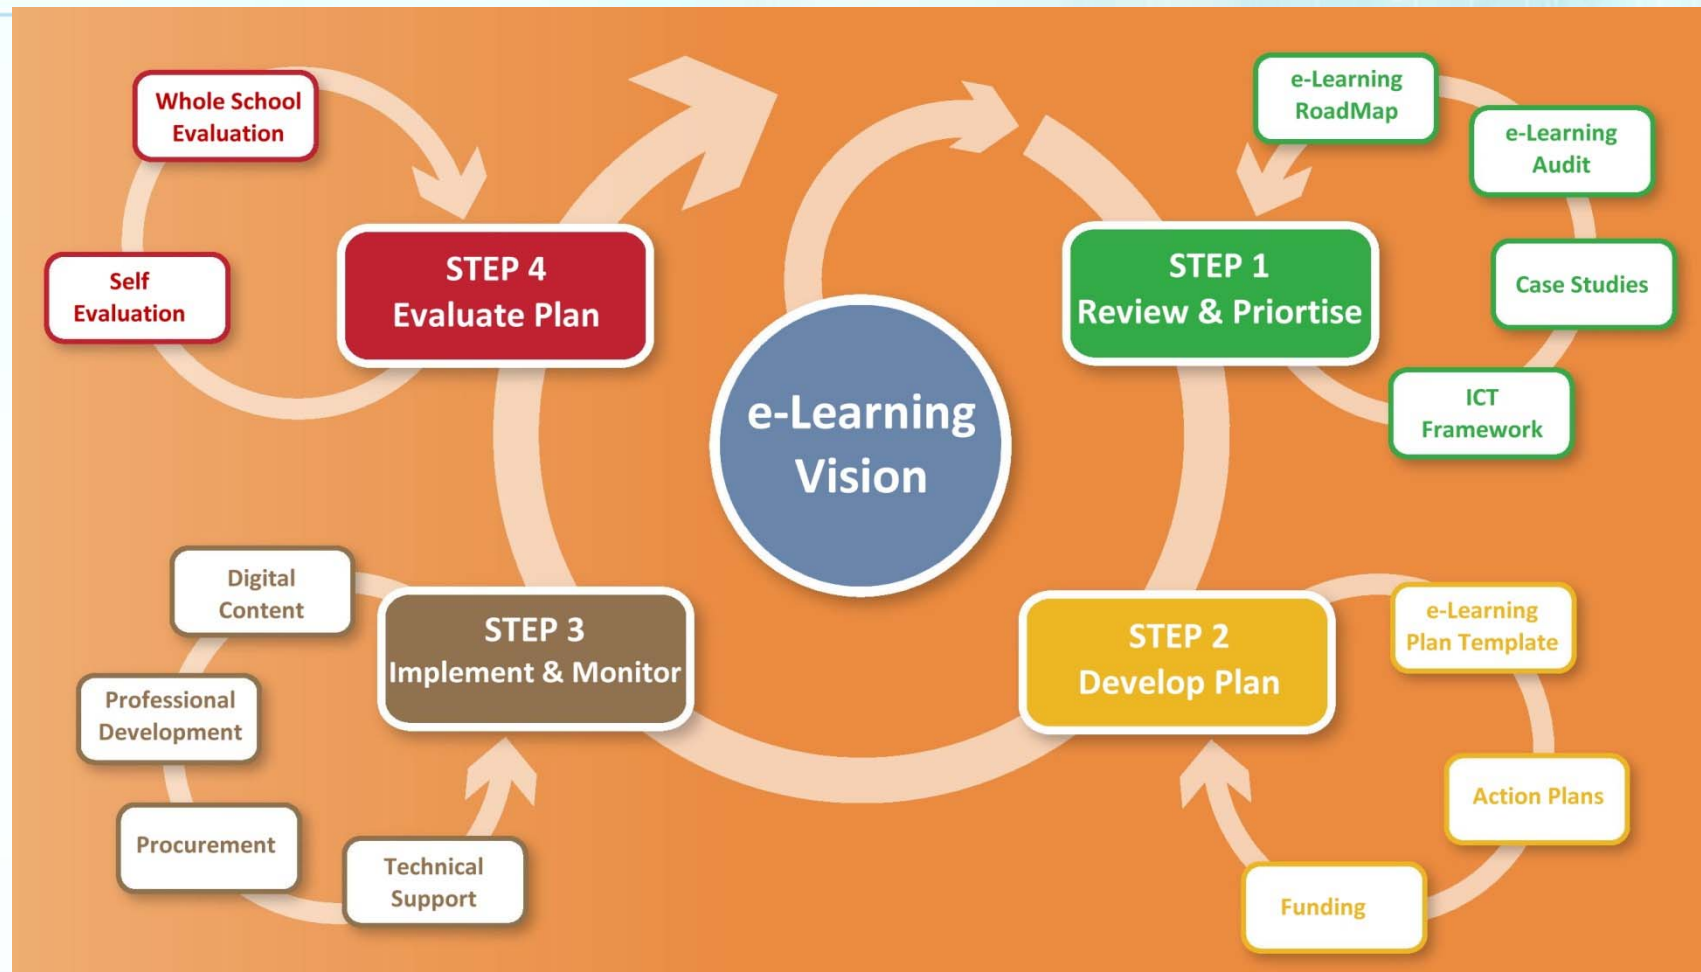 Whole School
Evaluation
Self
Evaluation
STEP 4
Evaluate Plan
e-Learning
Vision
STEP 1
Review & Priortise
e-Learning
RoadMap
e-Learning
Audit
Case Studies
ICT
Framework
Digital
Content
Professional
Development
Procurement
Technical
Support
STEP 3
Implement & Monitor
STEP 2
Develop Plan
e-Learning
Plan Template
Action Plans
Funding